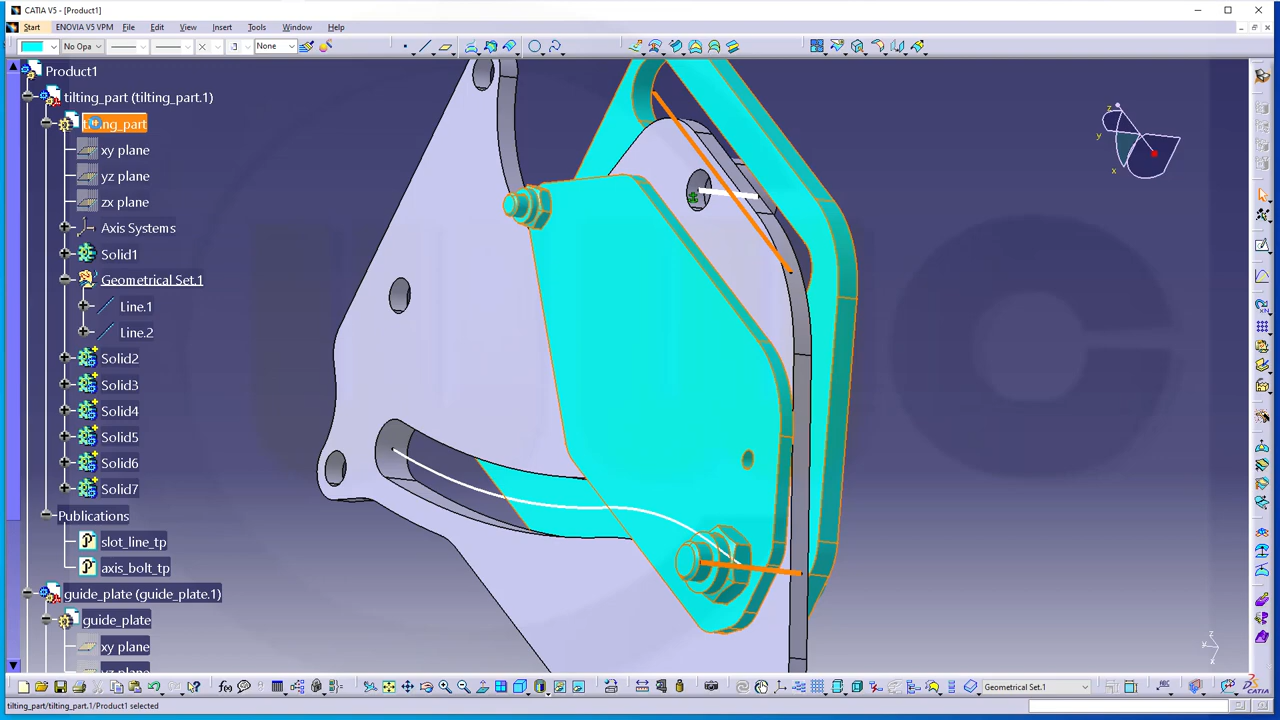 CATIA V5 - [Product1]
Start ENOVIA V5 VPM File Edit Insert Tools Window Help
No Opa None
Product1
tilting_part (tilting_part.1)
tilting_part
xy plane
yz plane
zx plane
Axis Systems
Solid1
Geometrical Set.1
Line.1
Line.2
Solid2
Solid3
Solid4
Solid5
Solid6
Solid7
Publications
slot_line_tp
axis_bolt_tp
guide_plate (guide_plate.1)
guide_plate
xy plane
z
y
x
Geometrical Set.1
tilting_part/tilting_part.1/Product1 selected
CATIA